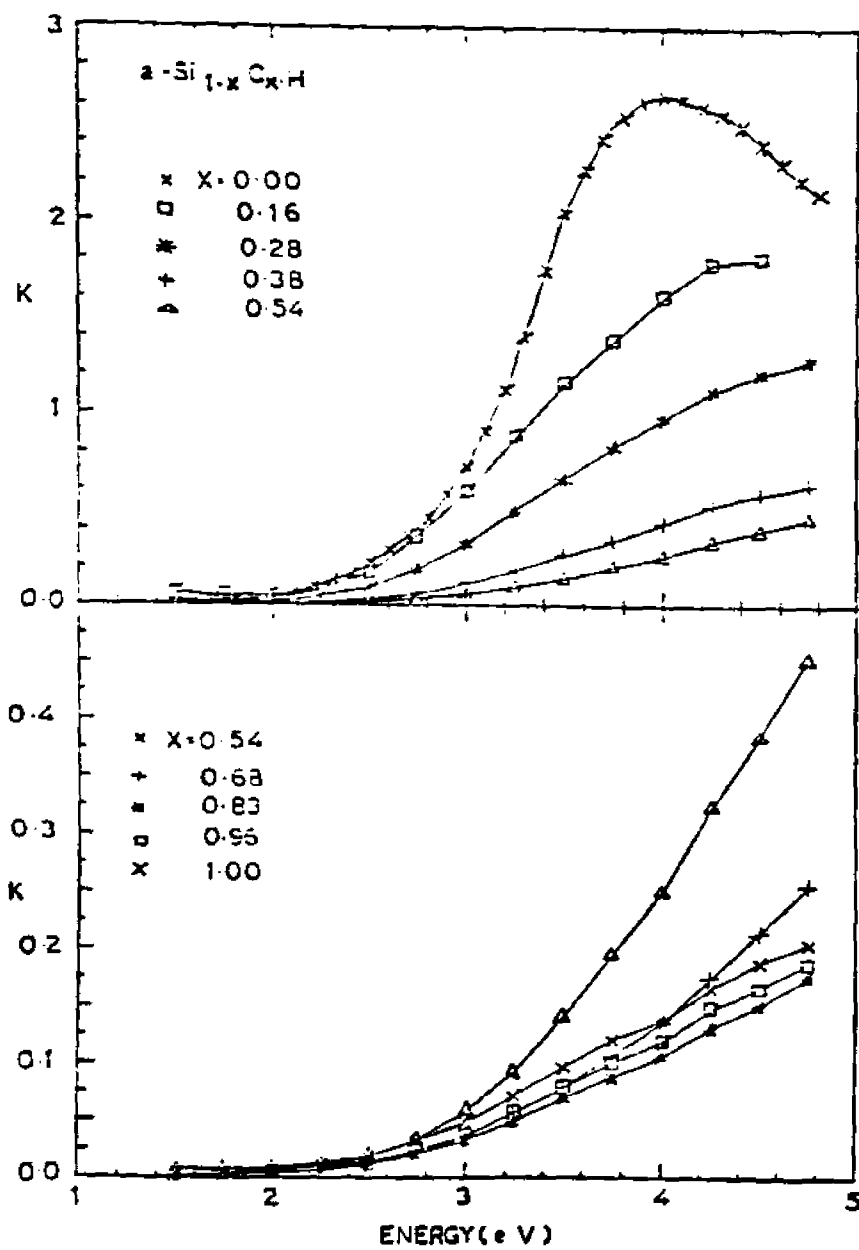 3
a-Si 1-x Cx:H
x X=0.00
□ 0.16
2
✳ 0.28
K
+ 0.38
△ 0.54
1
0.0
0.4
x X=0.54
+ 0.68
0.3
* 0.83
□ 0.96
K
× 1.00
0.2
0.1
0.0
1 2 3 4 5
ENERGY(eV)